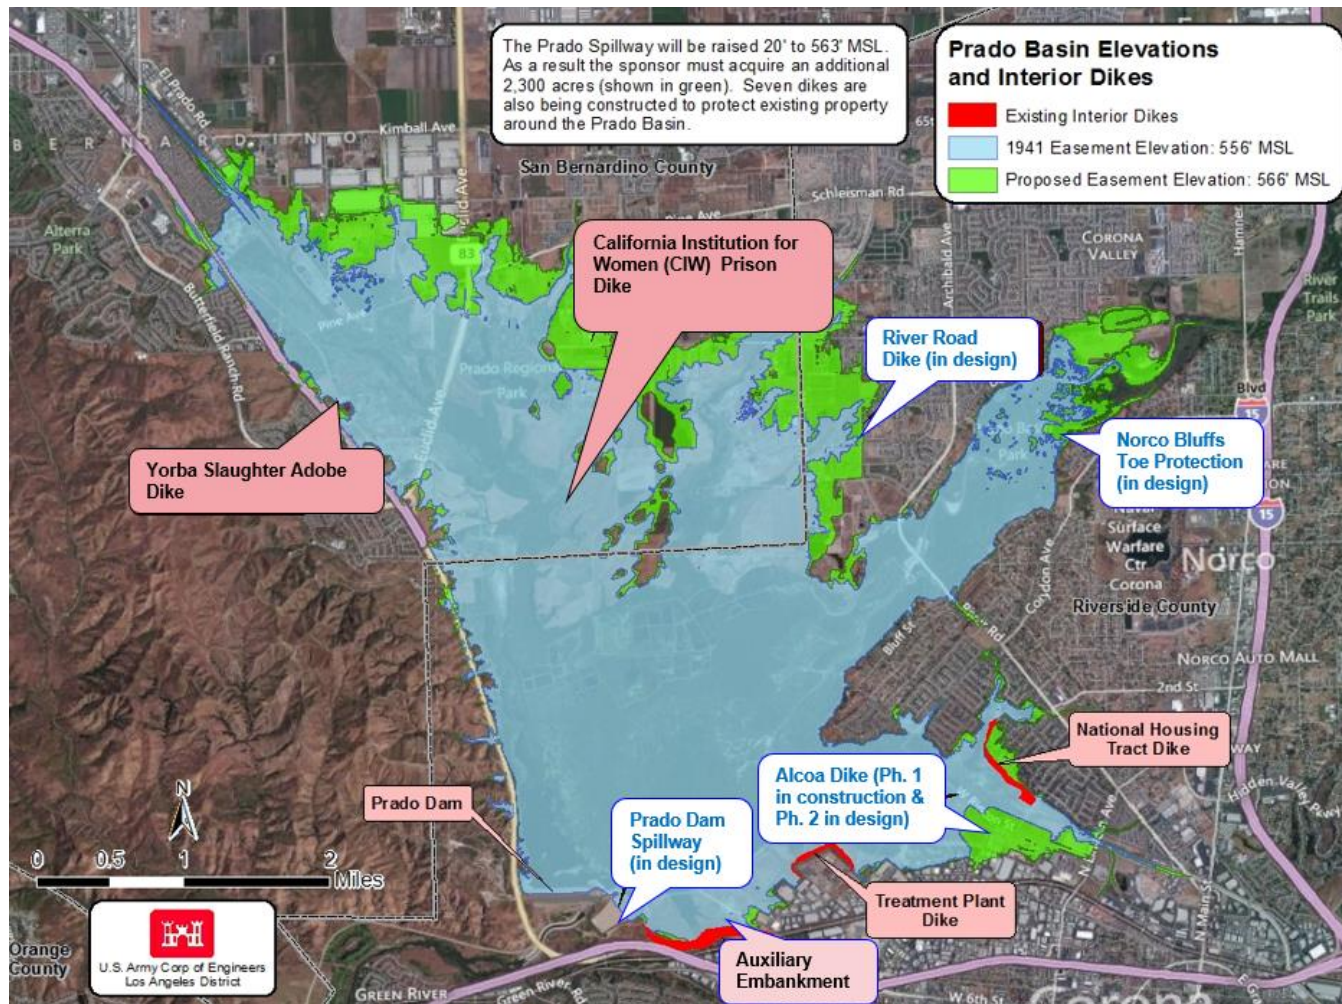 The Prado Spillway will be raised 20' to 563' MSL.
As a result the sponsor must acquire an additional
2,300 acres (shown in green). Seven dikes are
also being constructed to protect existing property
around the Prado Basin.
Prado Basin Elevations
and Interior Dikes
Existing Interior Dikes
1941 Easement Elevation: 556' MSL
Proposed Easement Elevation: 566' MSL
El Prado Rd
BERNARDINO
Kimball Ave
San Bernardino County
65th
Schleisman Rd
Pine Ave
Archibald Ave
Hamner
CORONA
VALLEY
Alterra
Park
83
California Institution for
Women (CIW) Prison
Dike
River
Trails
Park
Butterfield Ranch Rd
Pine Ave
Prado Regional
Park
Euclid Ave
River Road
Dike (in design)
Blvd
15
Norco Bluffs
Toe Protection
(in design)
Park
Yorba Slaughter Adobe
Dike
15
Naval
Surface
Warfare
Ctr
Corona
Norco
Riverside County
Corydon Ave
River Rd
Bluff St
NORCO AUTO MALL
2nd St
National Housing
Tract Dike
WAY
Hidden Valley Pkwy
Alcoa Dike (Ph. 1
in construction &
Ph. 2 in design)
N
Prado Dam
Prado Dam
Spillway
(in design)
0 0.5 1 2
Miles
Treatment Plant
Dike
N Main St
Auxiliary
Embankment
Orange
County
U.S. Army Corp of Engineers
Los Angeles District
GREEN RIVER
Green River Rd
W 6th St
Corona